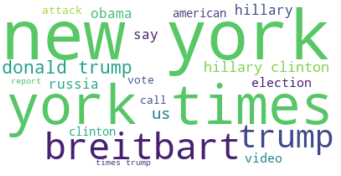 attack obama american hillary
new york
say
donald trump hillary clinton
report russia vote election
york times
call us
clinton
breitbart trump
times trump video